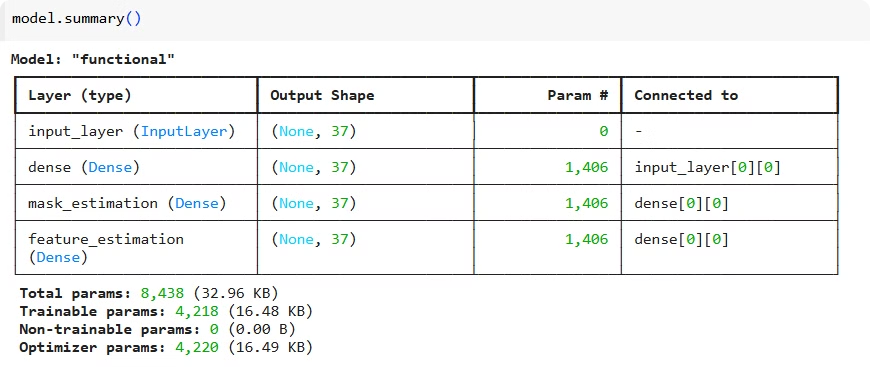 model.summary()
Model: "functional"
Layer (type) Output Shape Param # Connected to
input_layer (InputLayer) (None, 37) 0 -
dense (Dense) (None, 37) 1,406 input_layer[0][0]
mask_estimation (Dense) (None, 37) 1,406 dense[0][0]
feature_estimation (None, 37) 1,406 dense[0][0]
(Dense)
Total params: 8,438 (32.96 KB)
Trainable params: 4,218 (16.48 KB)
Non-trainable params: 0 (0.00 B)
Optimizer params: 4,220 (16.49 KB)